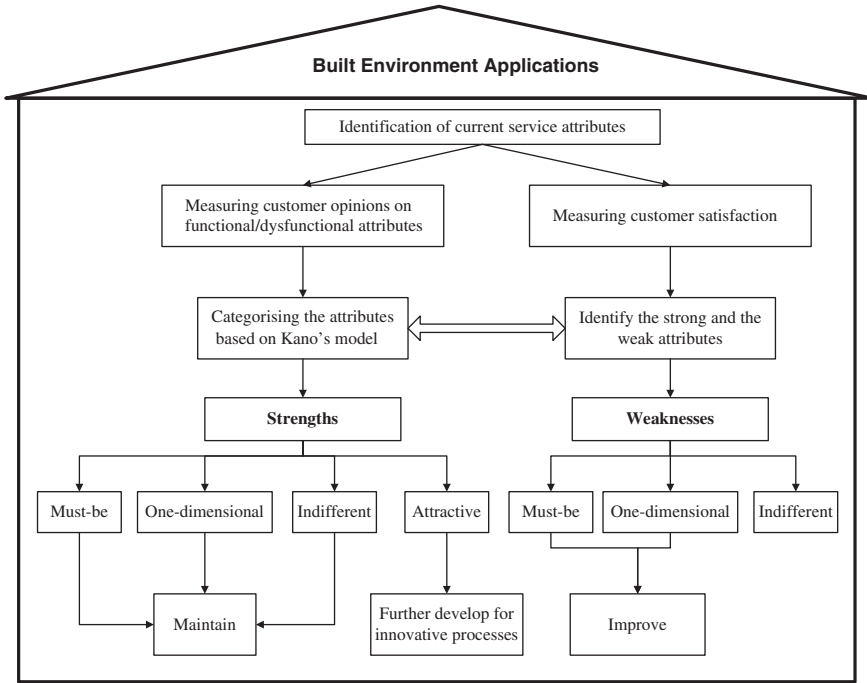 Built Environment Applications
Identification of current service attributes
Measuring customer opinions on
functional/dysfunctional attributes
Measuring customer satisfaction
Categorising the attributes
based on Kano's model
Identify the strong and the
weak attributes
Strengths
Weaknesses
Must-be
One-dimensional
Indifferent
Attractive
Must-be
One-dimensional
Indifferent
Maintain
Further develop for
innovative processes
Improve